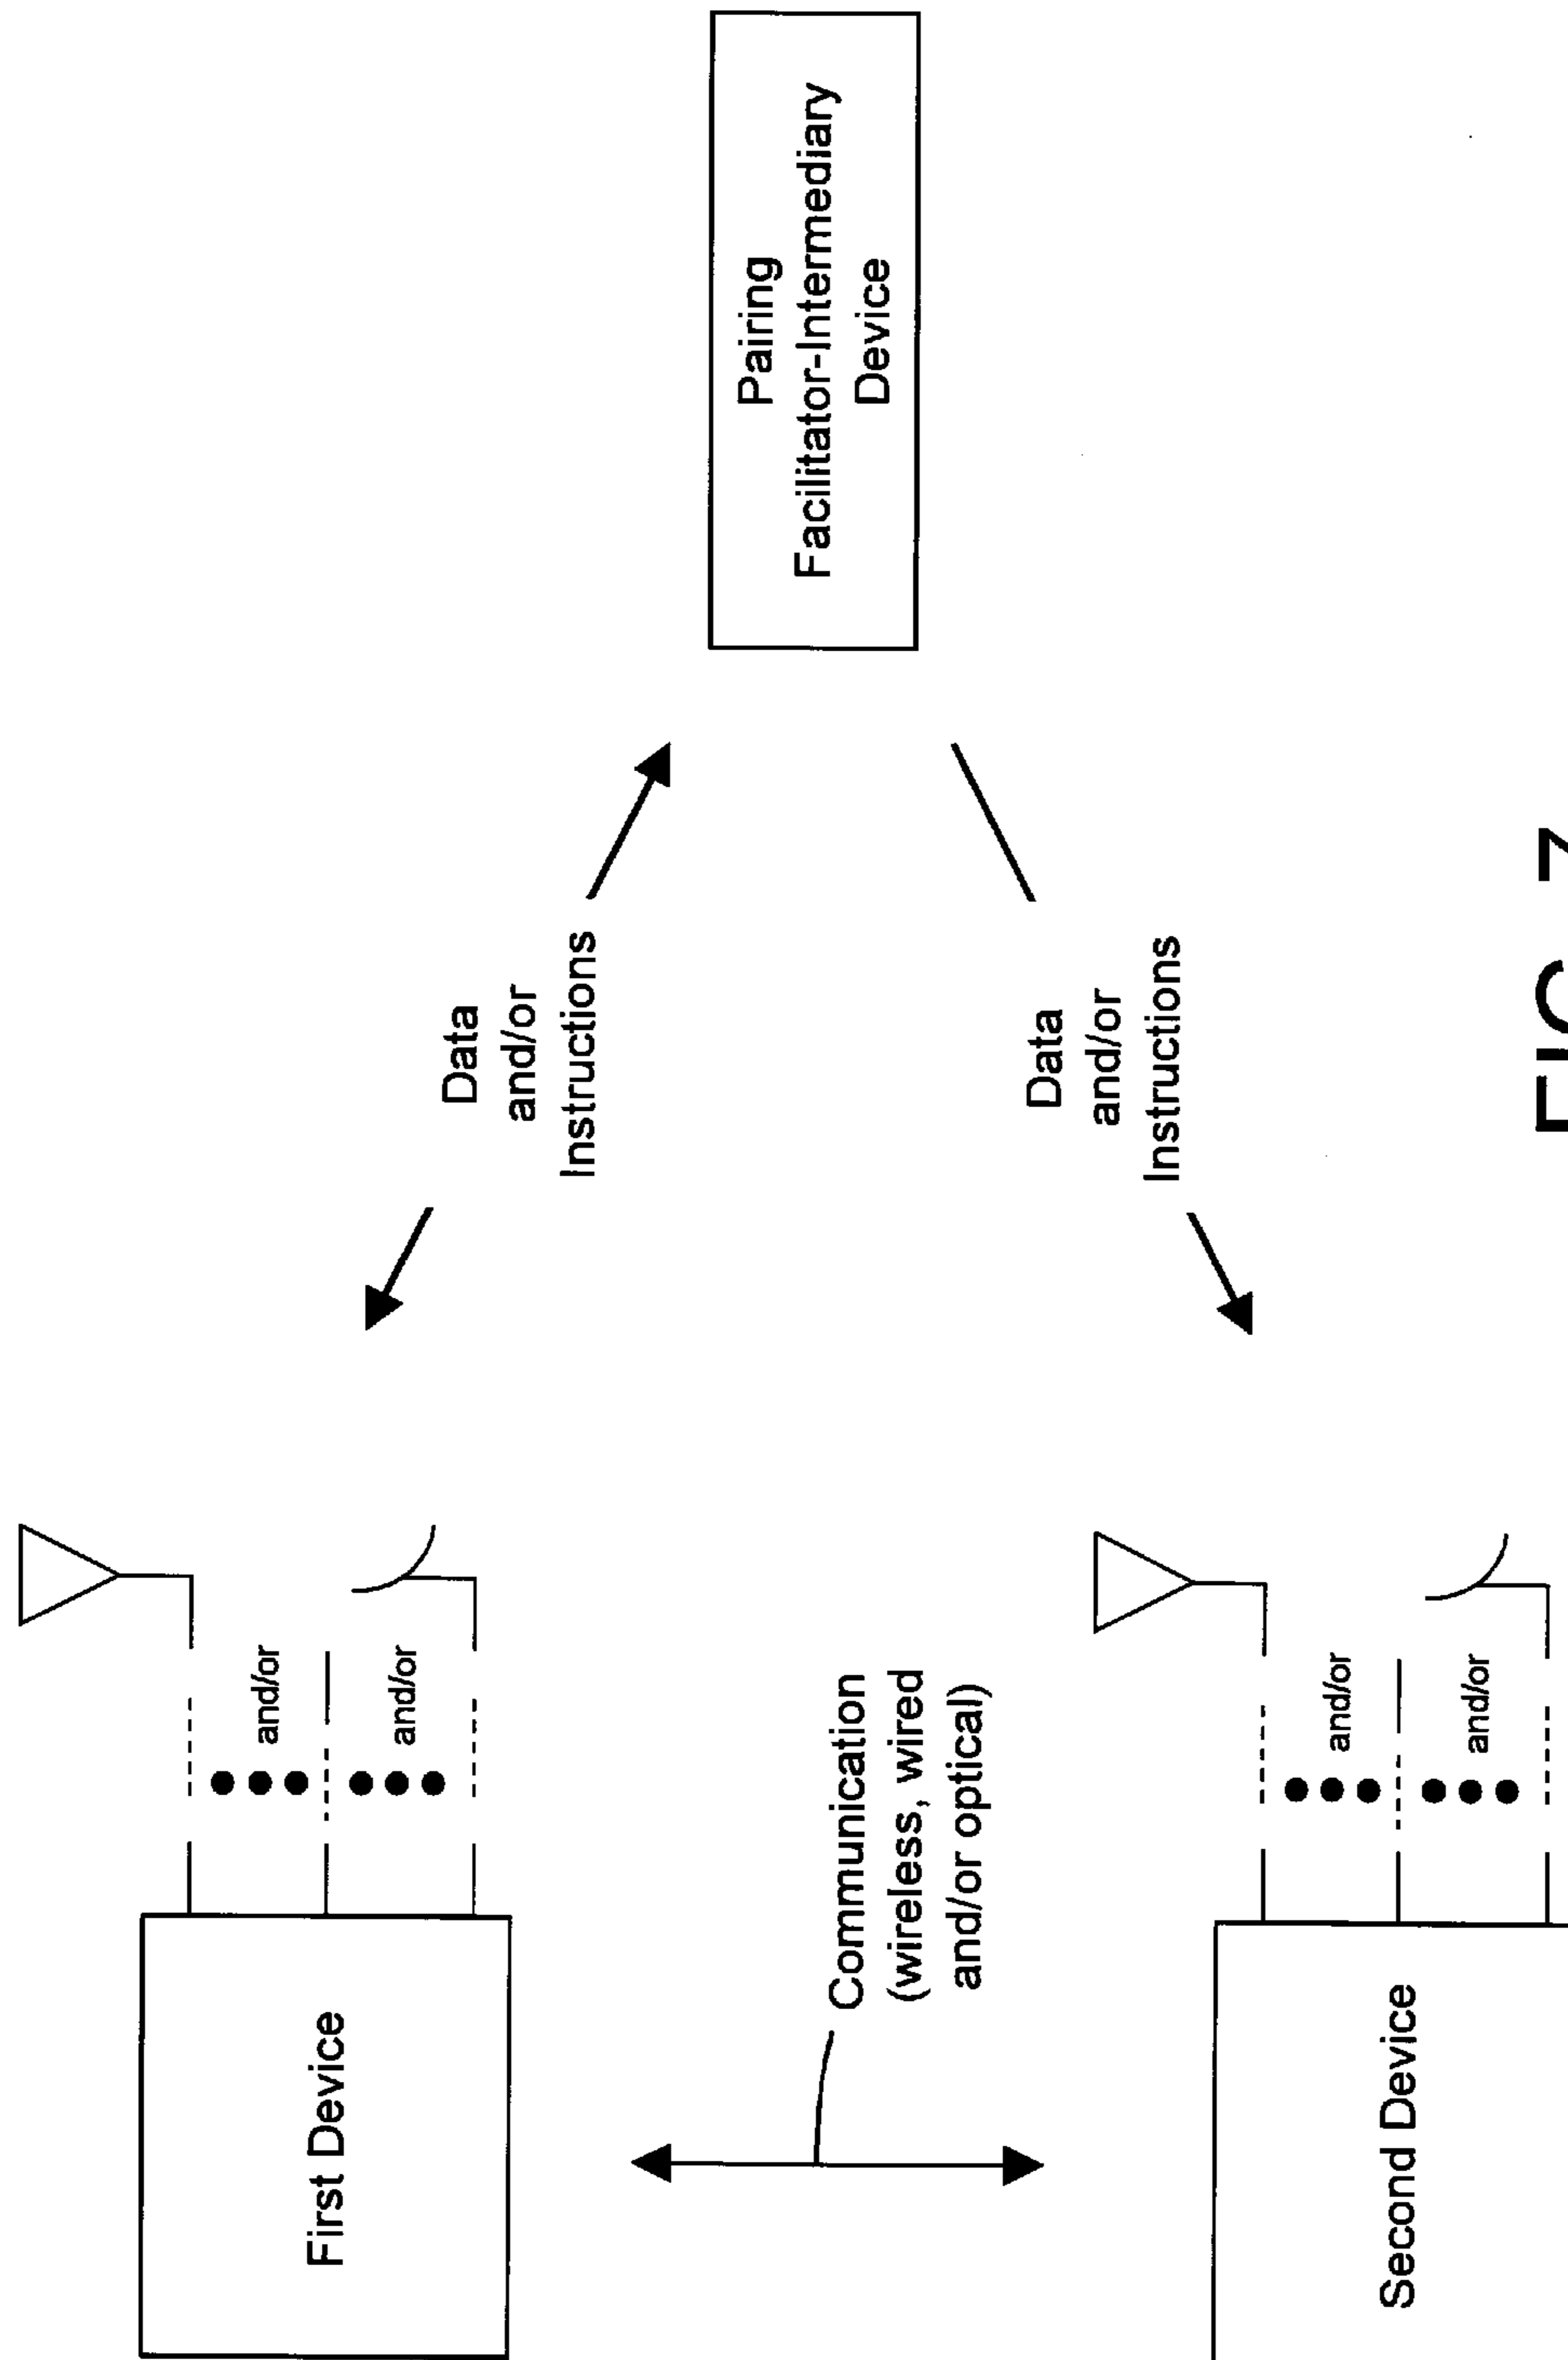 First Device
and/or
and/or
Data
and/or
Instructions
Pairing
Facilitator-Intermediary
Device
Communication
(wireless, wired
and/or optical)
Data
and/or
Instructions
Second Device
and/or
and/or
FIG